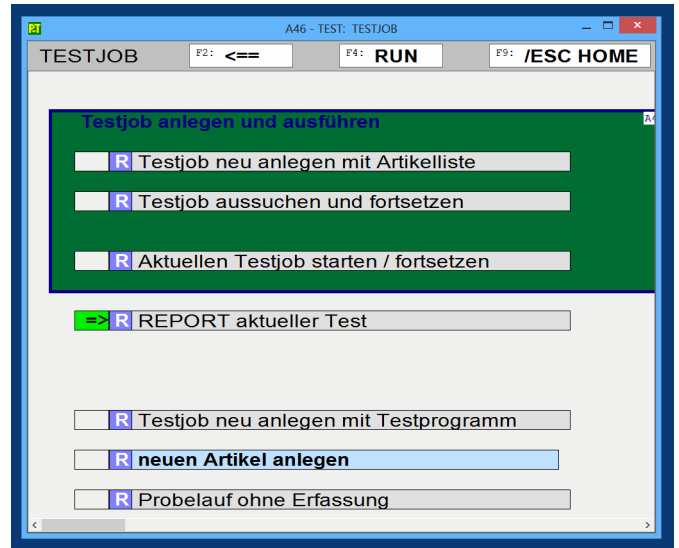 PT A46 - TEST: TESTJOB
TESTJOB F2: <== F4: RUN F9: /ESC HOME
Testjob anlegen und ausführen
R Testjob neu anlegen mit Artikelliste
R Testjob aussuchen und fortsetzen
R Aktuellen Testjob starten / fortsetzen
=> R REPORT aktueller Test
R Testjob neu anlegen mit Testprogramm
R neuen Artikel anlegen
R Probelauf ohne Erfassung